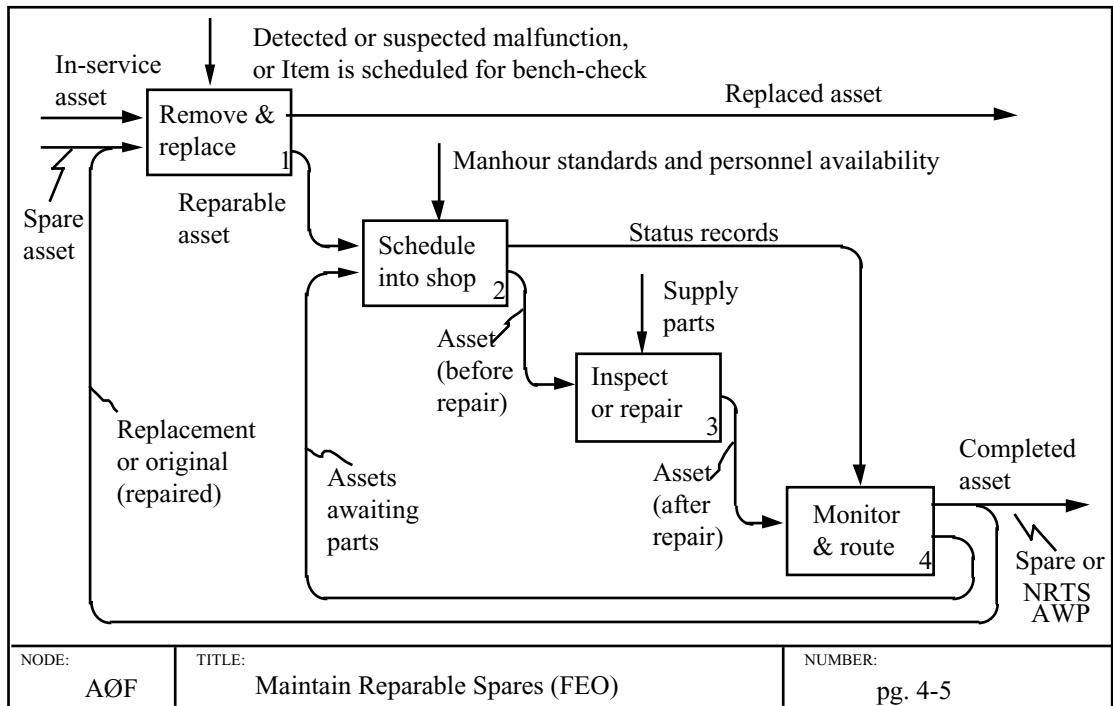 Detected or suspected malfunction,
or Item is scheduled for bench-check
In-service
asset
Remove &
replace
1
Replaced asset
Spare
asset
Reparable
asset
Manhour standards and personnel availability
Schedule
into shop
2
Status records
Supply
parts
Asset
(before
repair)
Inspect
or repair
3
Replacement
or original
(repaired)
Assets
awaiting
parts
Asset
(after
repair)
Monitor
& route
4
Completed
asset
Spare or
NRTS
AWP
NODE:
AØF
TITLE:
Maintain Reparable Spares (FEO)
NUMBER:
pg. 4-5